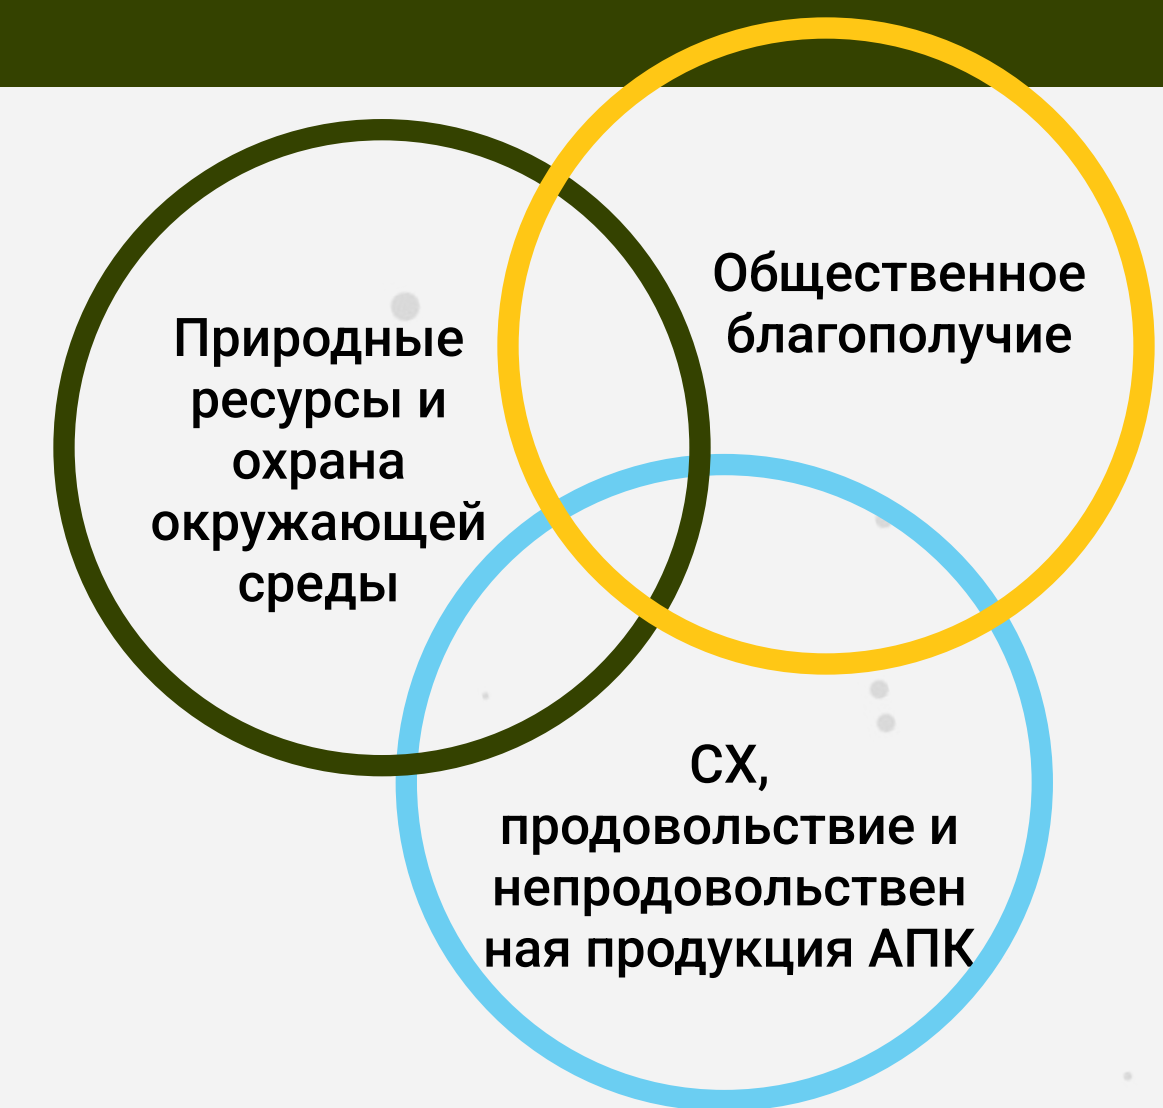 Общественное
благополучие
Природные
ресурсы и
охрана
окружающей
среды
СХ,
продовольствие и
непродовольствен
ная продукция АПК